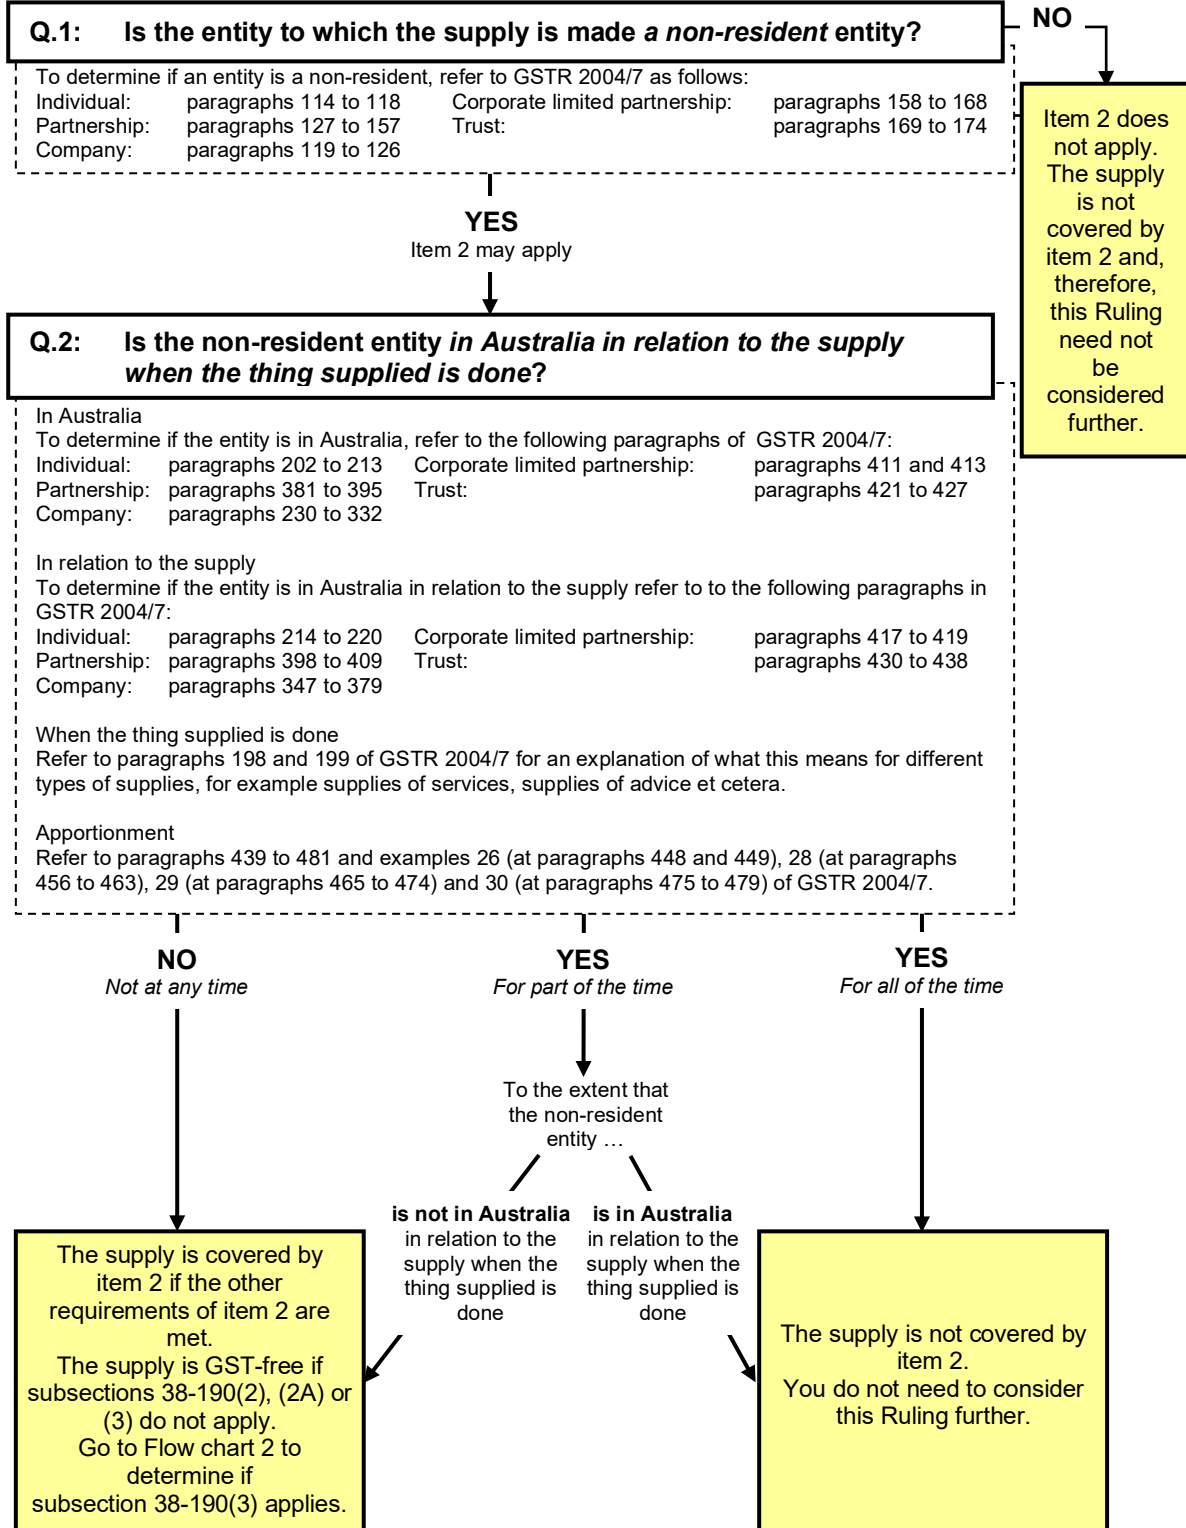 Q.1: Is the entity to which the supply is made a non-resident entity?
NO
To determine if an entity is a non-resident, refer to GSTR 2004/7 as follows:
Individual: paragraphs 114 to 118 Corporate limited partnership: paragraphs 158 to 168
Partnership: paragraphs 127 to 157 Trust: paragraphs 169 to 174
Company: paragraphs 119 to 126
Item 2 does
not apply.
The supply
is not
covered by
item 2 and,
therefore,
this Ruling
need not
be
considered
further.
YES
Item 2 may apply
Q.2: Is the non-resident entity in Australia in relation to the supply
when the thing supplied is done?
In Australia
To determine if the entity is in Australia, refer to the following paragraphs of GSTR 2004/7:
Individual: paragraphs 202 to 213 Corporate limited partnership: paragraphs 411 and 413
Partnership: paragraphs 381 to 395 Trust: paragraphs 421 to 427
Company: paragraphs 230 to 332
In relation to the supply
To determine if the entity is in Australia in relation to the supply refer to to the following paragraphs in
GSTR 2004/7:
Individual: paragraphs 214 to 220 Corporate limited partnership: paragraphs 417 to 419
Partnership: paragraphs 398 to 409 Trust: paragraphs 430 to 438
Company: paragraphs 347 to 379
When the thing supplied is done
Refer to paragraphs 198 and 199 of GSTR 2004/7 for an explanation of what this means for different
types of supplies, for example supplies of services, supplies of advice et cetera.
Apportionment
Refer to paragraphs 439 to 481 and examples 26 (at paragraphs 448 and 449), 28 (at paragraphs
456 to 463), 29 (at paragraphs 465 to 474) and 30 (at paragraphs 475 to 479) of GSTR 2004/7.
NO
Not at any time
YES
For part of the time
YES
For all of the time
To the extent that
the non-resident
entity …
is not in Australia
in relation to the
supply when the
thing supplied is
done
is in Australia
in relation to the
supply when the
thing supplied is
done
The supply is covered by
item 2 if the other
requirements of item 2 are
met.
The supply is GST-free if
subsections 38-190(2), (2A) or
(3) do not apply.
Go to Flow chart 2 to
determine if
subsection 38-190(3) applies.
The supply is not covered by
item 2.
You do not need to consider
this Ruling further.